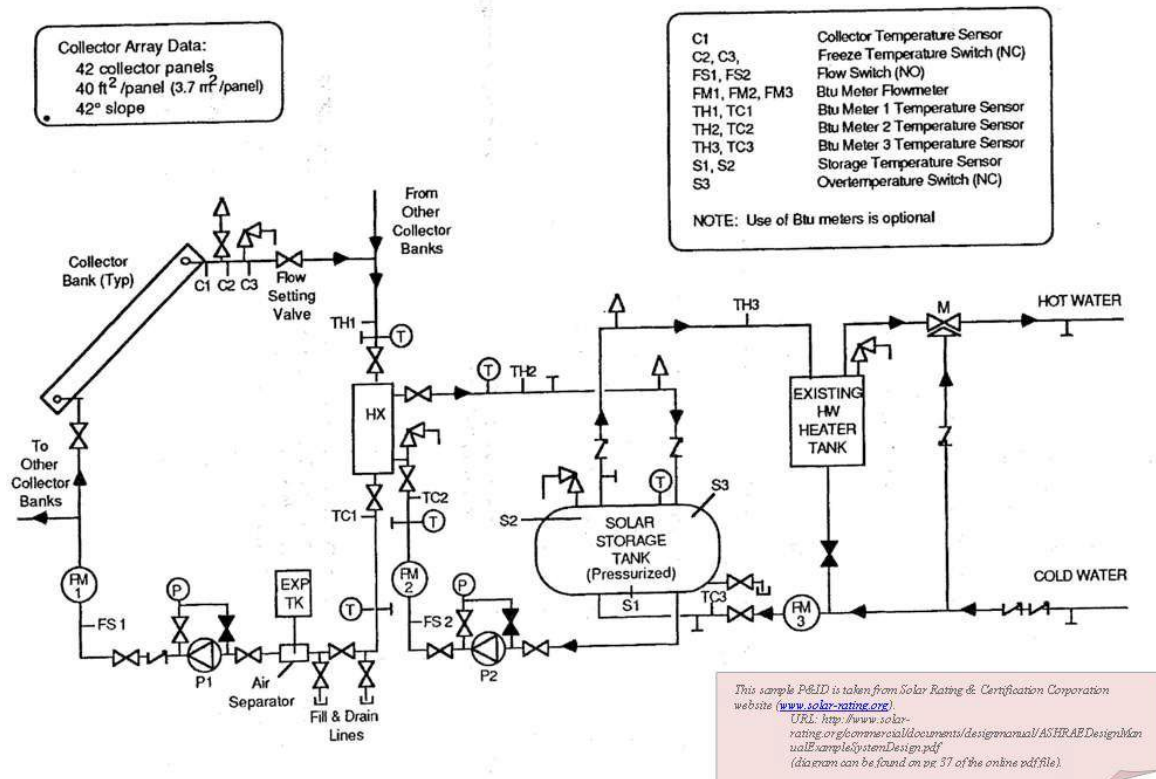 Collector Array Data:
42 collector panels
40 ft² /panel (3.7 m² /panel)
42° slope
C1 Collector Temperature Sensor
C2, C3, Freeze Temperature Switch (NC)
FS1, FS2 Flow Switch (NO)
FM1, FM2, FM3 Btu Meter Flowmeter
TH1, TC1 Btu Meter 1 Temperature Sensor
TH2, TC2 Btu Meter 2 Temperature Sensor
TH3, TC3 Btu Meter 3 Temperature Sensor
S1, S2 Storage Temperature Sensor
S3 Overtemperature Switch (NC)
NOTE: Use of Btu meters is optional
From
Other
Collector
Banks
Collector
Bank (Typ)
C1 C2 C3
Flow
Setting
Valve
TH1
T
TH3
M
HOT WATER
T
TH2
HX
EXISTING
HW
HEATER
TANK
To
Other
Collector
Banks
TC1
TC2
T
T
S3
S2
SOLAR
STORAGE
TANK
(Pressurized)
S1
TC3
COLD WATER
FM
1
P
EXP
TK
T
FM
2
P
FM
3
FS 1
FS 2
P1
P2
Air
Separator
Fill & Drain
Lines
This sample P&ID is taken from Solar Rating & Certification Corporation
website (www.solar-rating.org).
URL: http://www.solar-
rating.org/commercial/documents/designmanual/ASHRAEDesignMan
ualExampleSystemDesign.pdf
(diagram can be found on pg 37 of the online pdf file).